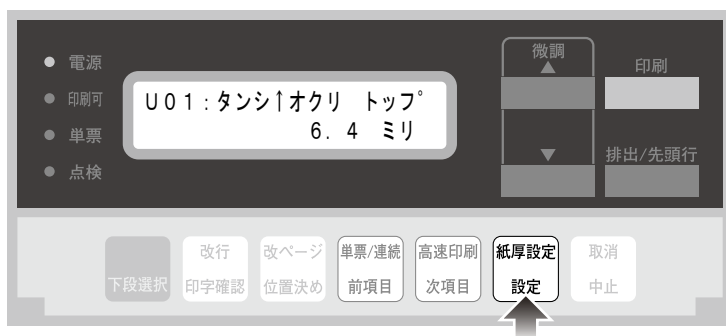 電源
印刷可
単票
点検
U01:タンシ↑オクリ トップ
6.4 ミリ
微調
▲
▼
印刷
排出/先頭行
下段選択
改行
印字確認
改ページ
位置決め
単票/連続
前項目
高速印刷
次項目
紙厚設定
設定
取消
中止